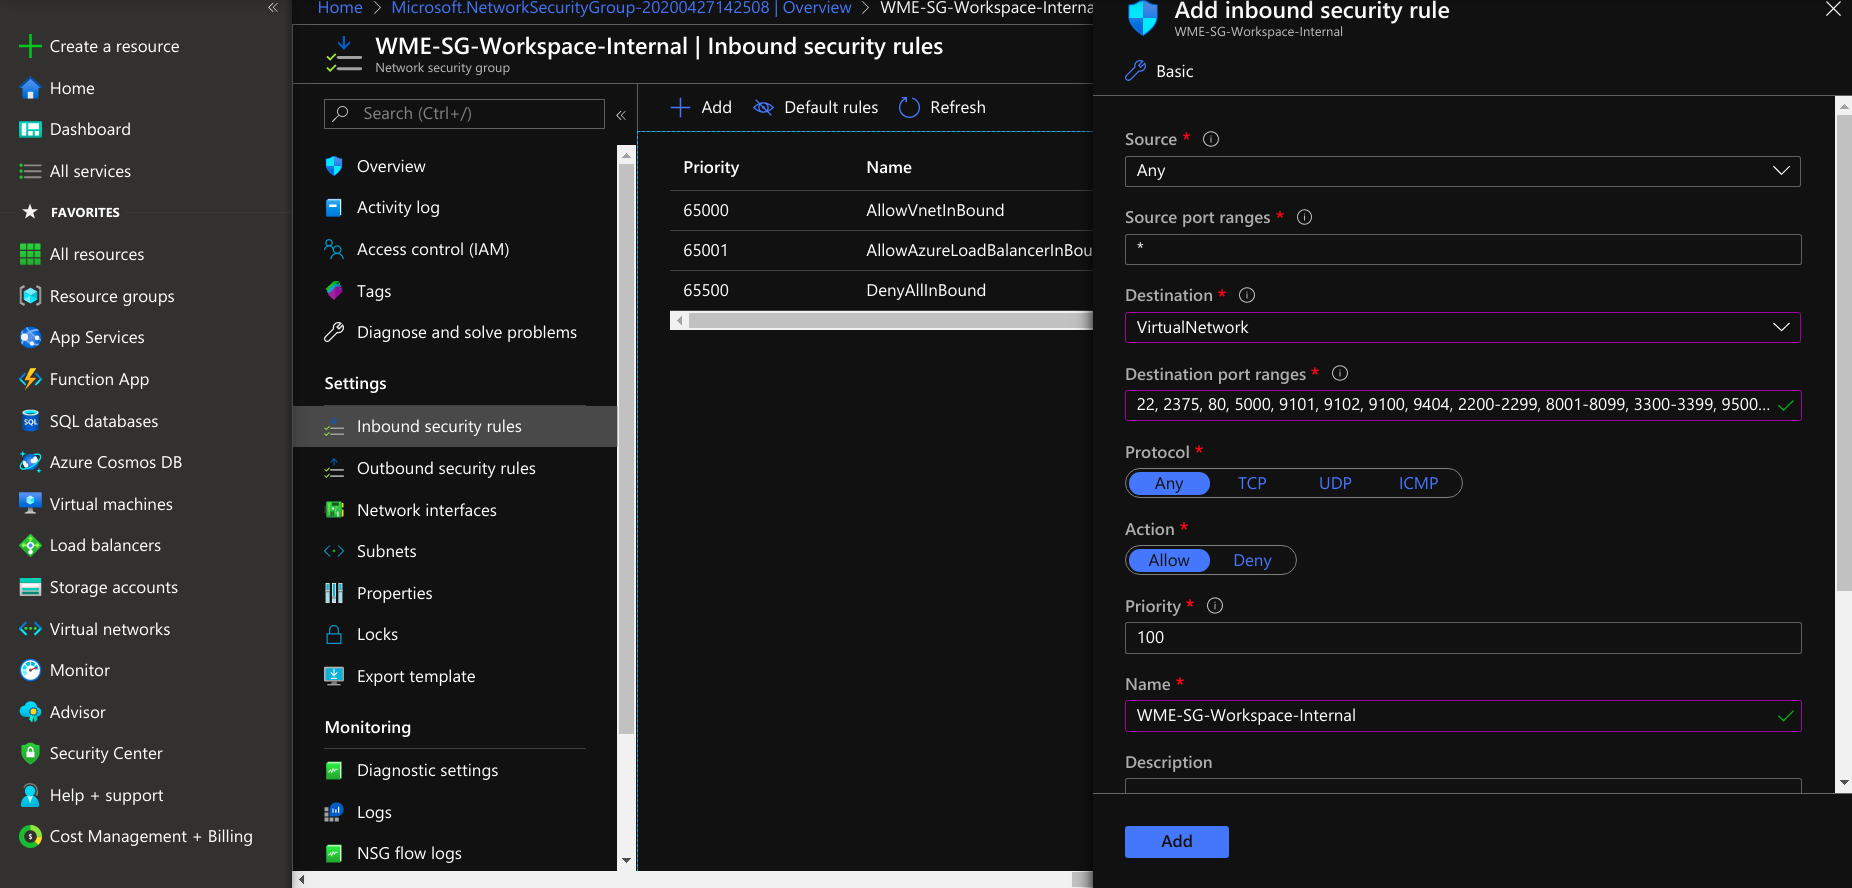 Create a resource
Home
Dashboard
All services
FAVORITES
All resources
Resource groups
App Services
Function App
SQL databases
Azure Cosmos DB
Virtual machines
Load balancers
Storage accounts
Virtual networks
Monitor
Advisor
Security Center
Help + support
Cost Management + Billing
Home > Microsoft.NetworkSecurityGroup-20200427142508 | Overview > WME-SG-Workspace-Interna
WME-SG-Workspace-Internal | Inbound security rules
Network security group
Search (Ctrl+/)
Overview
Activity log
Access control (IAM)
Tags
Diagnose and solve problems
Settings
Inbound security rules
Outbound security rules
Network interfaces
Subnets
Properties
Locks
Export template
Monitoring
Diagnostic settings
Logs
NSG flow logs
Add Default rules Refresh
Priority Name
65000 AllowVnetInBound
65001 AllowAzureLoadBalancerInBou
65500 DenyAllInBound
Add inbound security rule
WME-SG-Workspace-Internal
Basic
Source *
Any
Source port ranges *
*
Destination *
VirtualNetwork
Destination port ranges *
22, 2375, 80, 5000, 9101, 9102, 9100, 9404, 2200-2299, 8001-8099, 3300-3399, 9500...
Protocol *
Any TCP UDP ICMP
Action *
Allow Deny
Priority *
100
Name *
WME-SG-Workspace-Internal
Description
Add